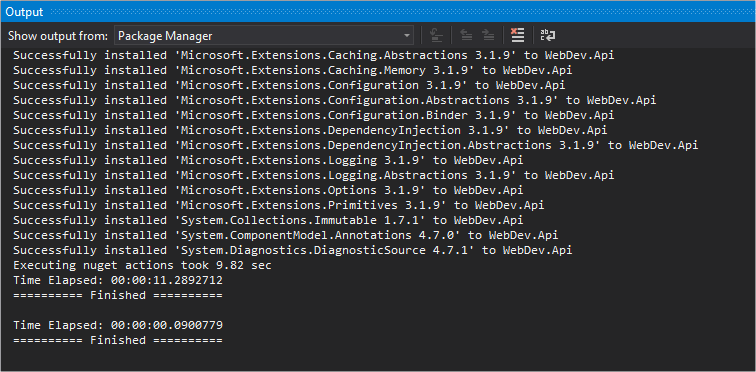 Output
Show output from: Package Manager
Successfully installed 'Microsoft.Extensions.Caching.Abstractions 3.1.9' to WebDev.Api
Successfully installed 'Microsoft.Extensions.Caching.Memory 3.1.9' to WebDev.Api
Successfully installed 'Microsoft.Extensions.Configuration 3.1.9' to WebDev.Api
Successfully installed 'Microsoft.Extensions.Configuration.Abstractions 3.1.9' to WebDev.Api
Successfully installed 'Microsoft.Extensions.Configuration.Binder 3.1.9' to WebDev.Api
Successfully installed 'Microsoft.Extensions.DependencyInjection 3.1.9' to WebDev.Api
Successfully installed 'Microsoft.Extensions.DependencyInjection.Abstractions 3.1.9' to WebDev.Api
Successfully installed 'Microsoft.Extensions.Logging 3.1.9' to WebDev.Api
Successfully installed 'Microsoft.Extensions.Logging.Abstractions 3.1.9' to WebDev.Api
Successfully installed 'Microsoft.Extensions.Options 3.1.9' to WebDev.Api
Successfully installed 'Microsoft.Extensions.Primitives 3.1.9' to WebDev.Api
Successfully installed 'System.Collections.Immutable 1.7.1' to WebDev.Api
Successfully installed 'System.ComponentModel.Annotations 4.7.0' to WebDev.Api
Successfully installed 'System.Diagnostics.DiagnosticSource 4.7.1' to WebDev.Api
Executing nuget actions took 9.82 sec
Time Elapsed: 00:00:11.2892712
========== Finished ==========
Time Elapsed: 00:00:00.0900779
========== Finished ==========